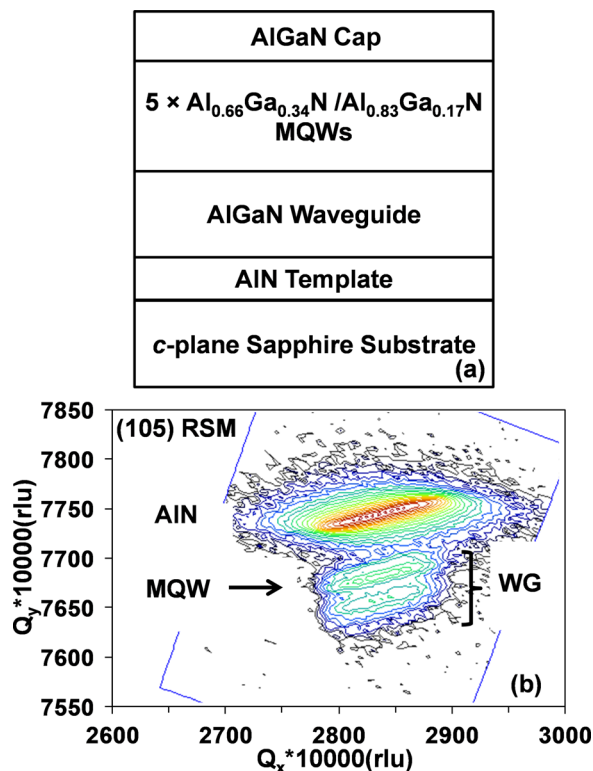 AlGaN Cap
5 × Al₀.₆₆Ga₀.₃₄N /Al₀.₈₃Ga₀.₁₇N
MQWs
AlGaN Waveguide
AlN Template
c-plane Sapphire Substrate
(a)
(105) RSM
AlN
MQW
WG
(b)
Qy*10000(rlu)
7850
7800
7750
7700
7650
7600
7550
2600 2700 2800 2900 3000
Qx*10000(rlu)